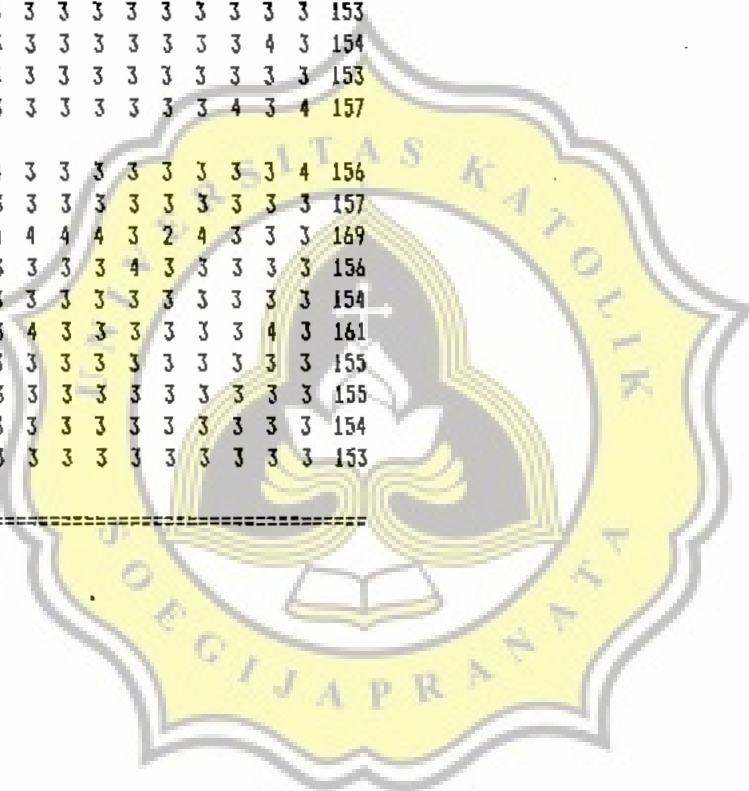 3 3 3 3 3 3 3 3 3 153
3 3 3 3 3 3 3 4 3 154
3 3 3 3 3 3 3 3 3 153
3 3 3 3 3 3 4 3 4 157
3 3 3 3 3 3 3 3 4 156
3 3 3 3 3 3 3 3 3 157
4 4 4 3 2 4 3 3 3 169
3 3 3 4 3 3 3 3 3 156
3 3 3 3 3 3 3 3 3 154
4 3 3 3 3 3 3 4 3 161
3 3 3 3 3 3 3 3 3 155
3 3 3 3 3 3 3 3 3 155
3 3 3 3 3 3 3 3 3 154
3 3 3 3 3 3 3 3 3 153
UNIVERSITAS KATOLIK
SOEGIJAPRANATA